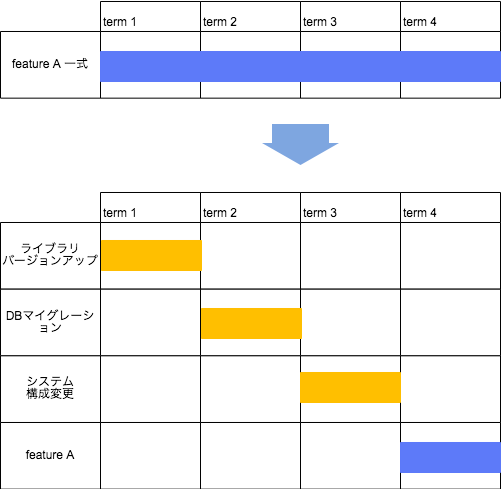 term 1 term 2 term 3 term 4
feature A 一式
term 1 term 2 term 3 term 4
ライブラリ
バージョンアップ
DBマイグレーシ
ョン
システム
構成変更
feature A